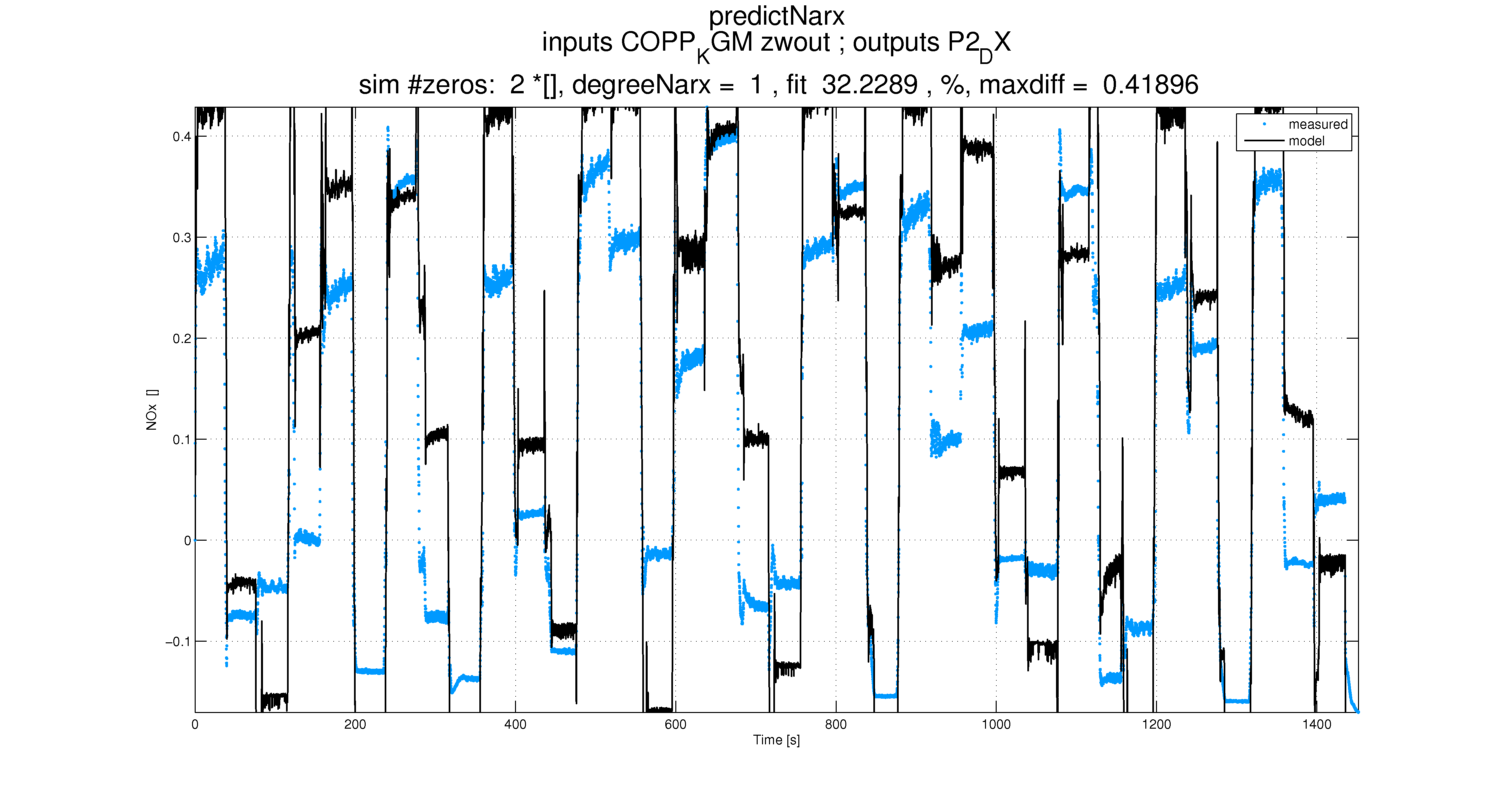 predictNarx
inputs COPP_KGM zwout ; outputs P2_DX
sim #zeros:  2 *[], degreeNarx =  1 , fit  32.2289 , %, maxdiff =  0.41896
measured
model
0.4
0.3
0.2
0.1
0
−0.1
NOx  []
0
200
400
600
800
1000
1200
1400
Time [s]